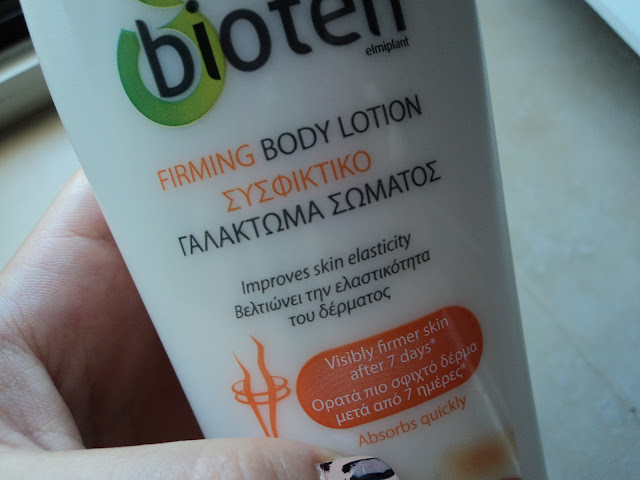 bioten
elmiplant
FIRMING BODY LOTION
ΣΥΣΦΙΚΤΙΚΟ
ΓΑΛΑΚΤΩΜΑ ΣΩΜΑΤΟΣ
Improves skin elasticity
Βελτιώνει την ελαστικότητα
του δέρματος
Visibly firmer skin
after 7 days*
Ορατά πιο σφιχτό δέρμα
μετά από 7 ημέρες*
Absorbs quickly